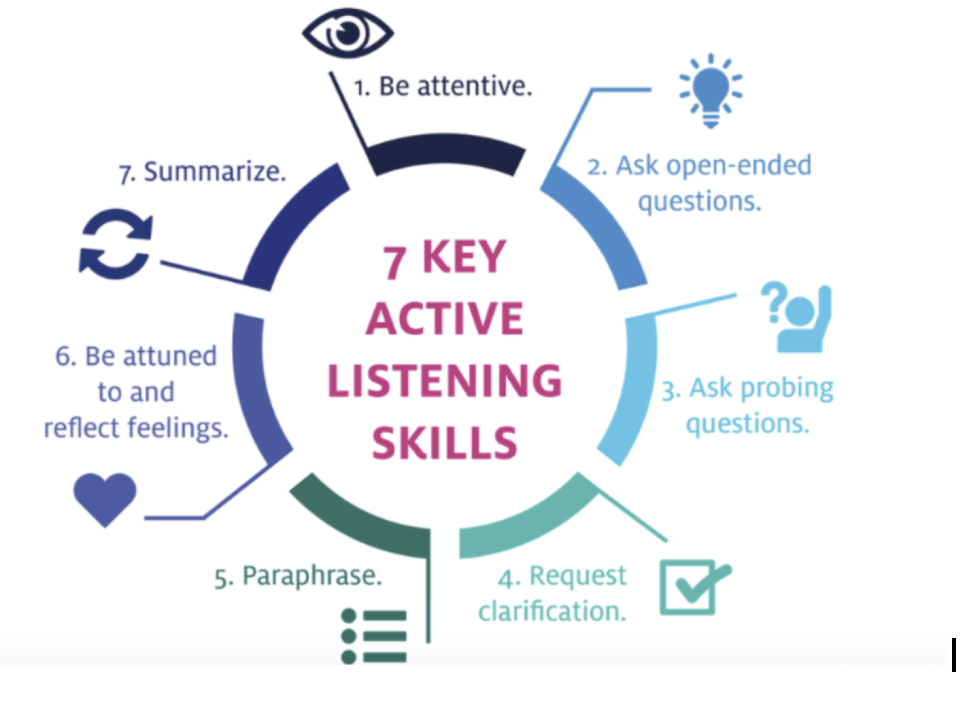 7 KEY
ACTIVE
LISTENING
SKILLS
1. Be attentive.
2. Ask open-ended
questions.
?
3. Ask probing
questions.
4. Request
clarification.
5. Paraphrase.
6. Be attuned
to and
reflect feelings.
7. Summarize.